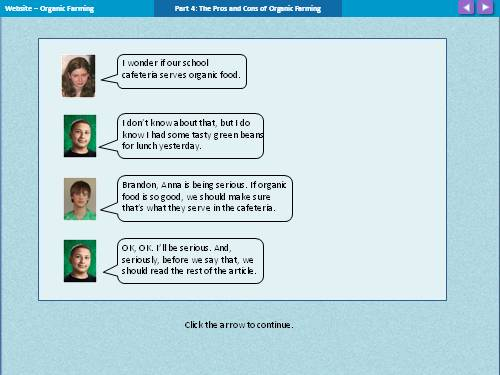 Website – Organic Farming
Part 4: The Pros and Cons of Organic Farming
I wonder if our school
cafeteria serves organic food.
I don't know about that, but I do
know I had some tasty green beans
for lunch yesterday.
Brandon, Anna is being serious. If organic
food is so good, we should make sure
that's what they serve in the cafeteria.
OK, OK. I'll be serious. And,
seriously, before we say that, we
should read the rest of the article.
Click the arrow to continue.